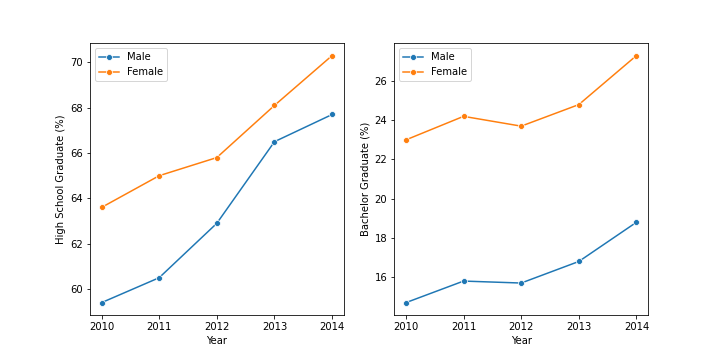 Male
Female
70
68
66
64
62
60
High School Graduate (%)
2010 2011 2012 2013 2014
Year
Male
Female
26
24
22
20
18
16
Bachelor Graduate (%)
2010 2011 2012 2013 2014
Year